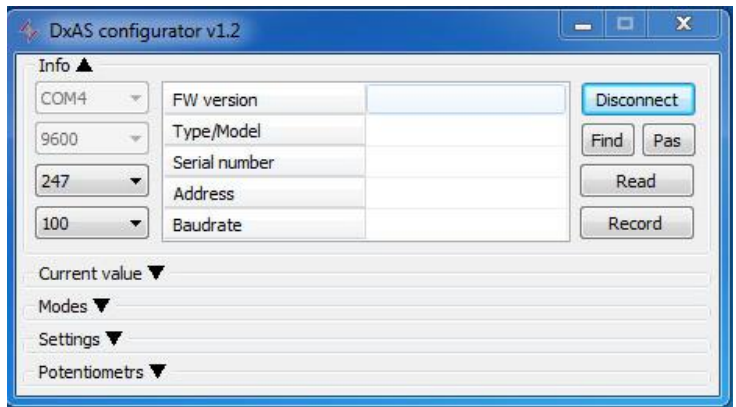 DxAS configurator v1.2
Info ▲
COM4
FW version
Disconnect
9600
Type/Model
Find
Pas
Serial number
247
Read
Address
100
Baudrate
Record
Current value ▼
Modes ▼
Settings ▼
Potentiometrs ▼